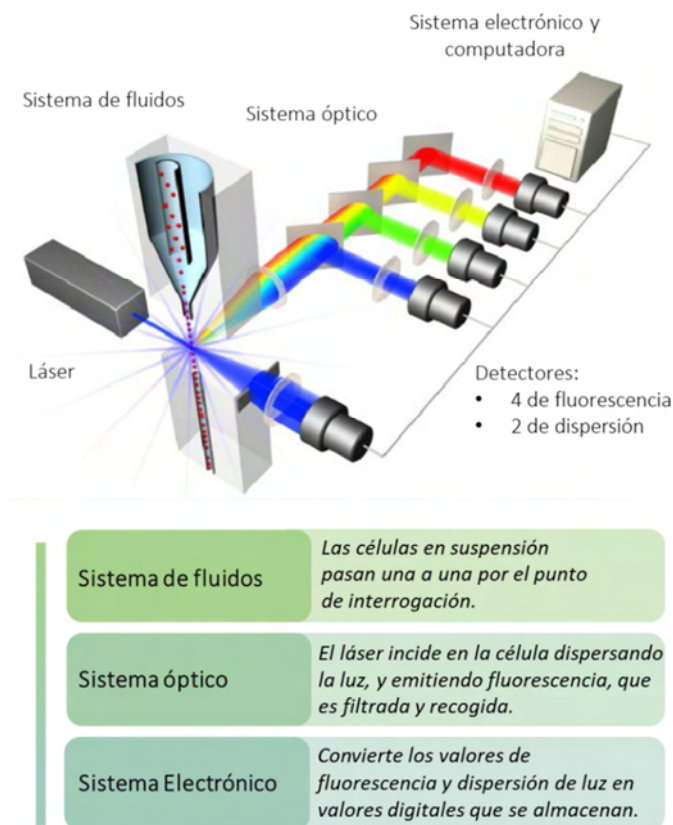 Sistema electrónico y
computadora
Sistema de fluidos
Sistema óptico
Láser
Detectores:
• 4 de fluorescencia
• 2 de dispersión
Sistema de fluidos
Las células en suspensión
pasan una a una por el punto
de interrogación.
Sistema óptico
El láser incide en la célula dispersando
la luz, y emitiendo fluorescencia, que
es filtrada y recogida.
Sistema Electrónico
Convierte los valores de
fluorescencia y dispersión de luz en
valores digitales que se almacenan.